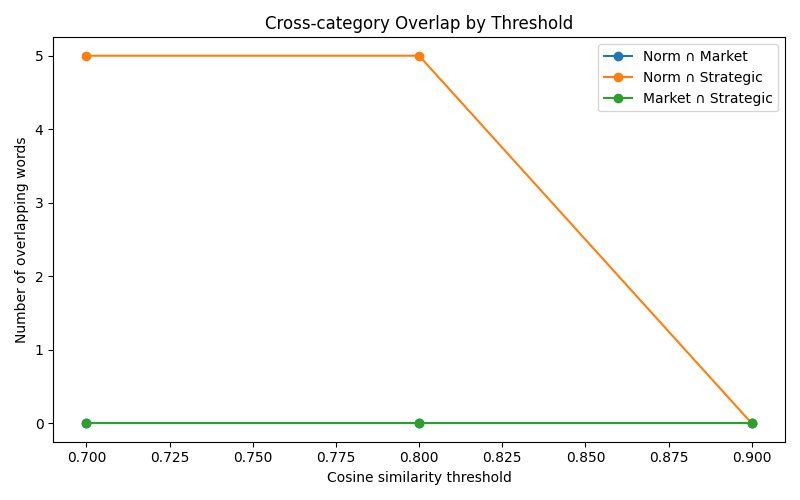 Cross-category Overlap by Threshold
Norm ∩ Market
Norm ∩ Strategic
Market ∩ Strategic
Number of overlapping words
5
4
3
2
1
0
0.700 0.725 0.750 0.775 0.800 0.825 0.850 0.875 0.900
Cosine similarity threshold